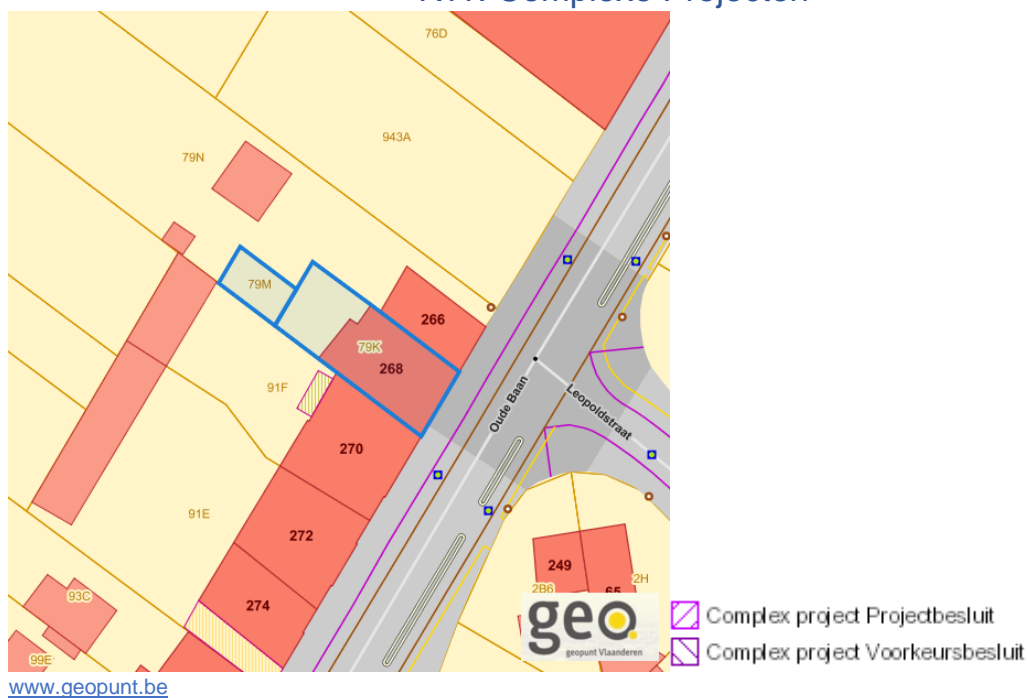 76D
943A
79N
79M
266
79K
268
91F
Oude Baan
Leopoldstraat
270
91E
272
249
93C
274
2B6
65
2H
99E
geo.
geopunt Vlaanderen
Complex project Projectbesluit
Complex project Voorkeursbesluit
www.geopunt.be